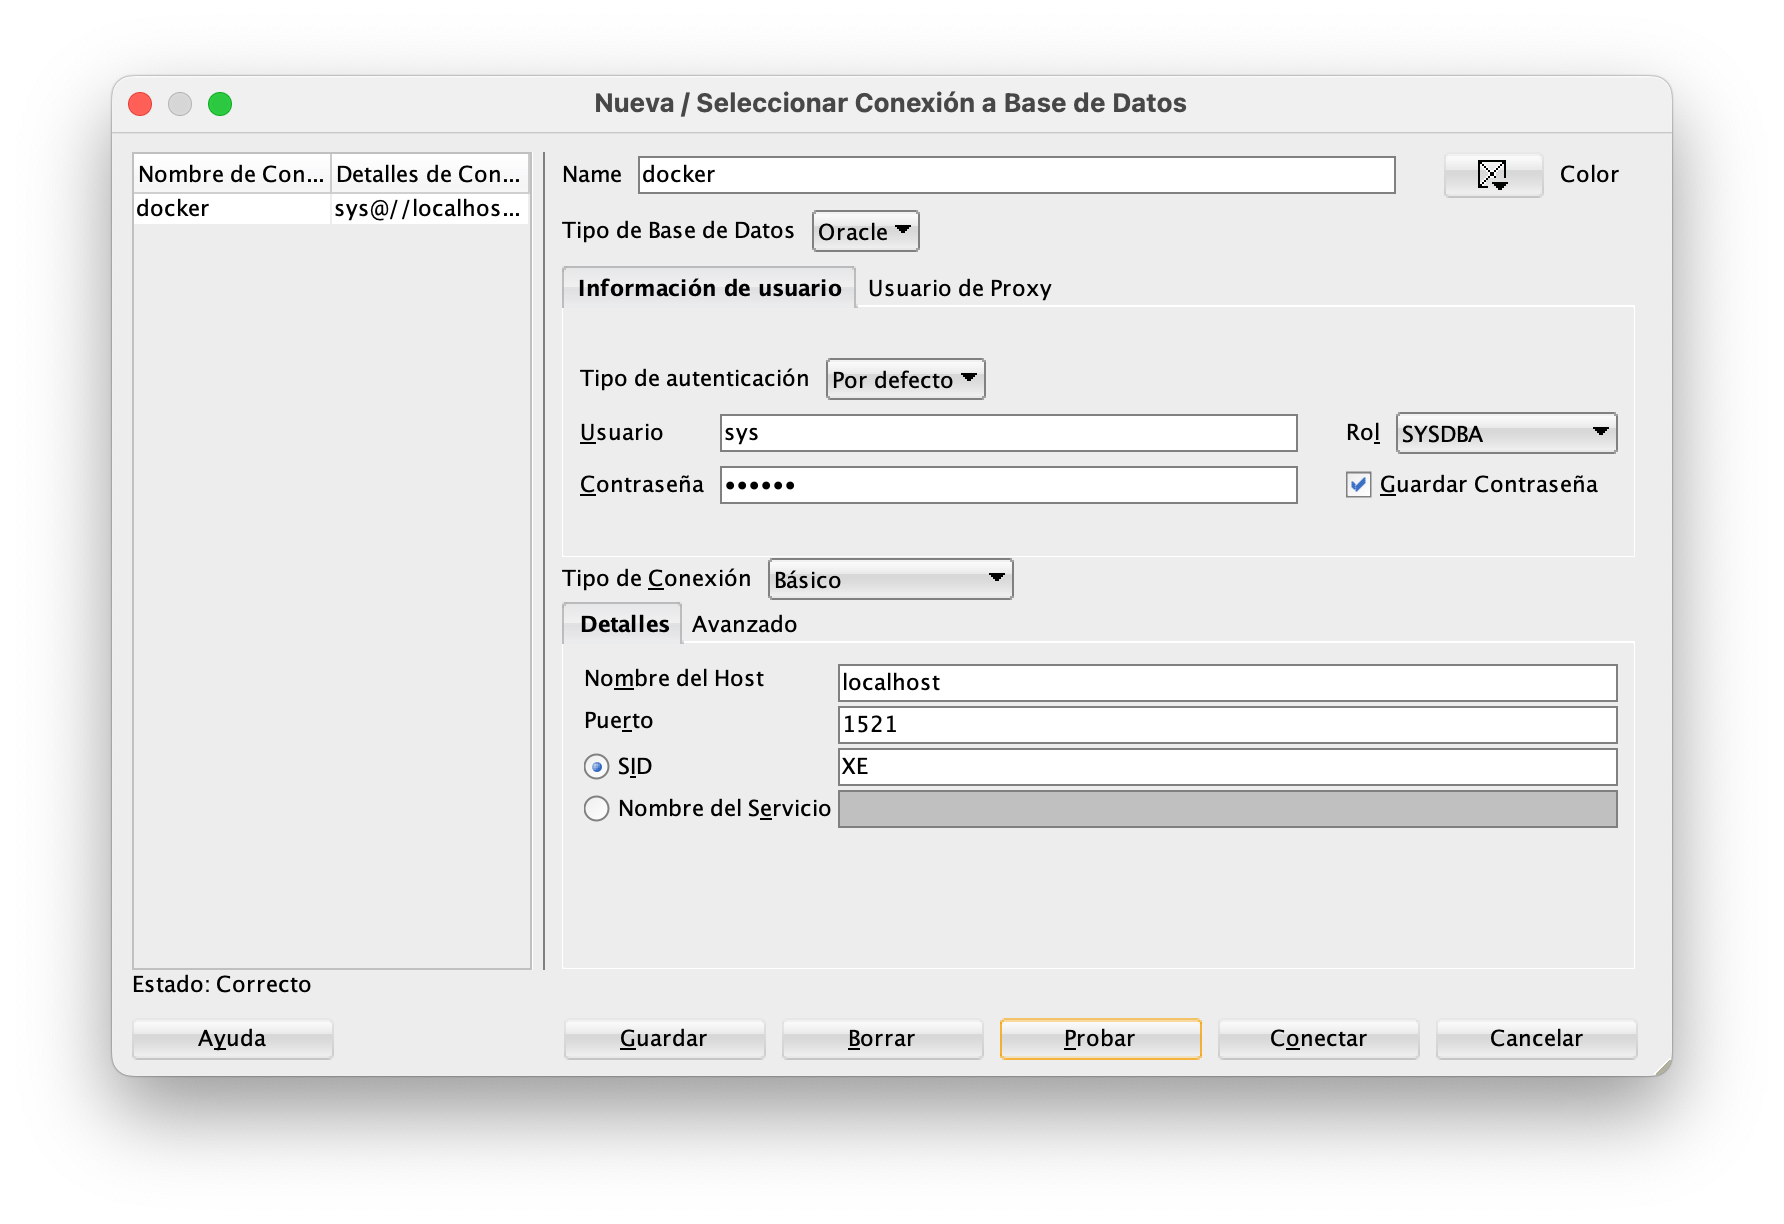 Nueva / Seleccionar Conexión a Base de Datos
Nombre de Con... Detalles de Con...
docker sys@//localhos...
Name docker Color
Tipo de Base de Datos Oracle
Información de usuario Usuario de Proxy
Tipo de autenticación Por defecto
Usuario sys Rol SYSDBA
Contraseña •••••• Guardar Contraseña
Tipo de Conexión Básico
Detalles Avanzado
Nombre del Host localhost
Puerto 1521
SID XE
Nombre del Servicio
Estado: Correcto
Ayuda Guardar Borrar Probar Conectar Cancelar